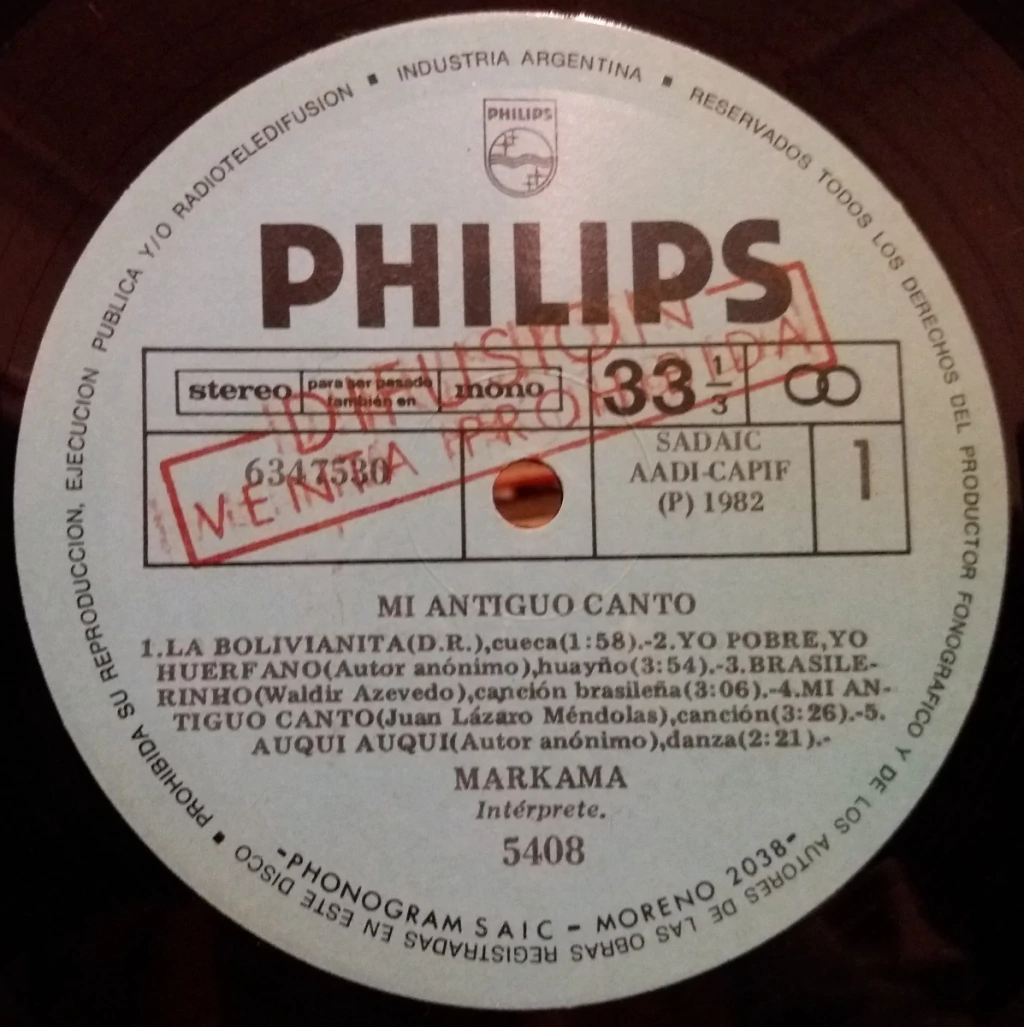 PROHIBIDA SU REPRODUCCION, EJECUCION PUBLICA Y/O RADIOTELEDIFUSION ▪ INDUSTRIA ARGENTINA ▪ RESERVADOS TODOS LOS DERECHOS DEL PRODUCTOR FONOGRAFICO Y DE LOS AUTORES DE LAS OBRAS REGISTRADAS EN ESTE DISCO ▪
PHILIPS
PHILIPS
DIFUSION
VENTA PROHIBIDA
stereo para ser pasado también en mono
33 1/3
6347530
SADAIC
AADI-CAPIF
(P) 1982
1
MI ANTIGUO CANTO
1.LA BOLIVIANITA(D.R.),cueca(1:58).-2.YO POBRE,YO
HUERFANO(Autor anónimo),huayño(3:54).-3.BRASILE-
RINHO(Waldir Azevedo),canción brasileña(3:06).-4.MI AN-
TIGUO CANTO(Juan Lázaro Méndolas),canción(3:26).-5.
AUQUI AUQUI(Autor anónimo),danza(2:21).-
MARKAMA
Intérprete.
5408
-PHONOGRAM S A I C - MORENO 2038-